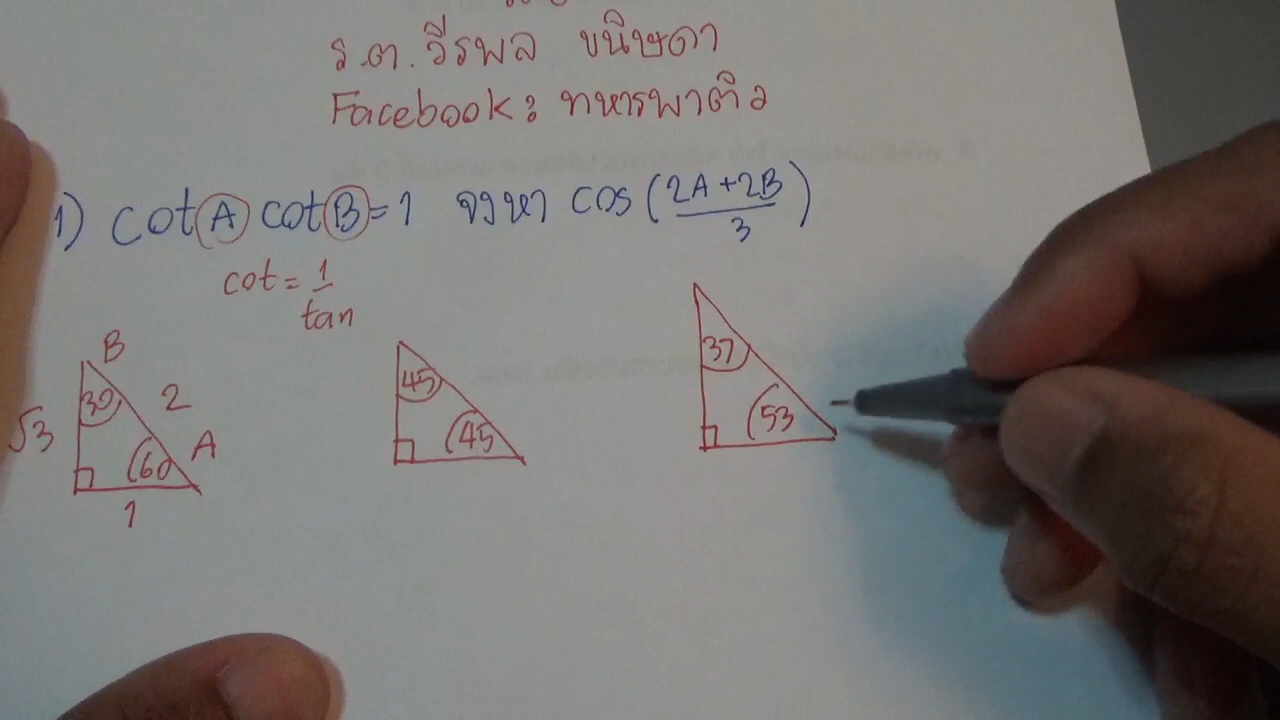 ร.ต. วีรพล ขนิษดา
Facebook: ทหารพาติว
1) cot A cot B = 1 จงหา cos (2A+2B/3)
cot = 1/tan
B
30
2
√3
60
A
1
45
45
37
53